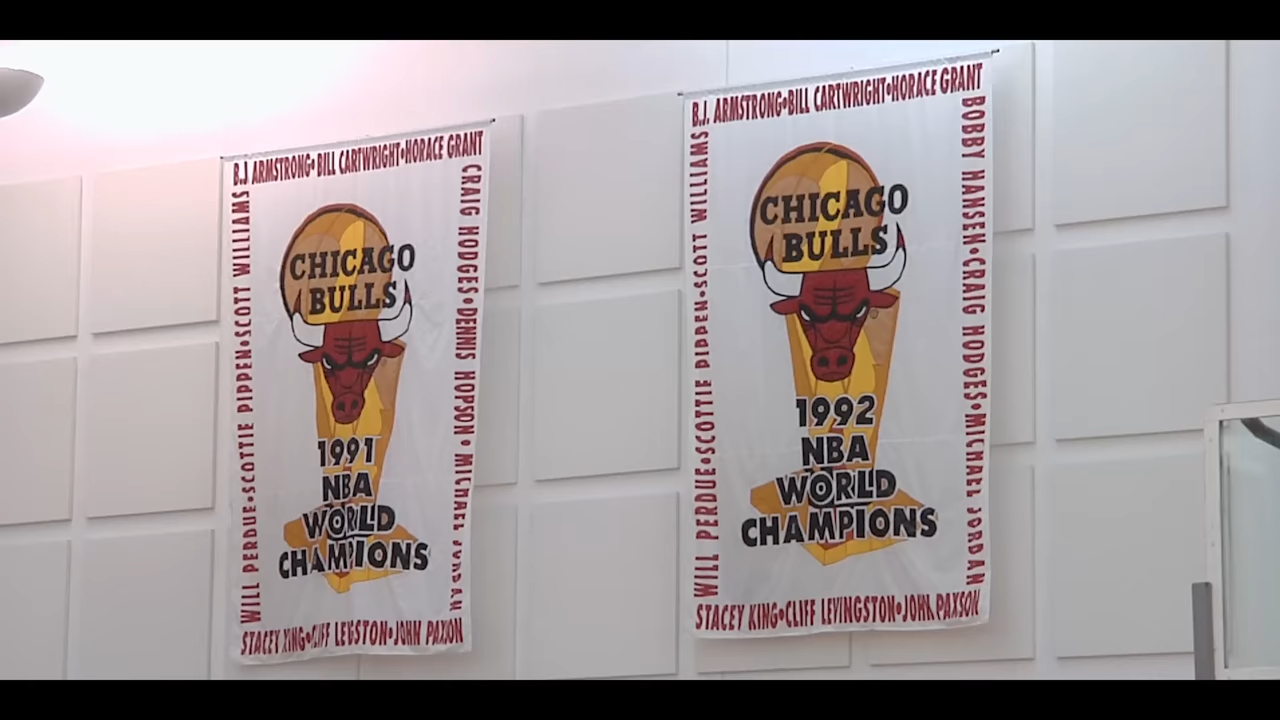 B.J. ARMSTRONG•BILL CARTWRIGHT•HORACE GRANT
CRAIG HODGES•DENNIS HOPSON•MICHAEL JORDAN
WILL PERDUE•SCOTTIE PIPPEN•SCOTT WILLIAMS
CHICAGO
BULLS
1991
NBA
WORLD
CHAMPIONS
STACEY KING•CLIFF LEVINGSTON•JOHN PAXSON
B.J. ARMSTRONG•BILL CARTWRIGHT•HORACE GRANT
BOBBY HANSEN•CRAIG HODGES•MICHAEL JORDAN
WILL PERDUE•SCOTTIE PIPPEN•SCOTT WILLIAMS
CHICAGO
BULLS
1992
NBA
WORLD
CHAMPIONS
STACEY KING•CLIFF LEVINGSTON•JOHN PAXSON